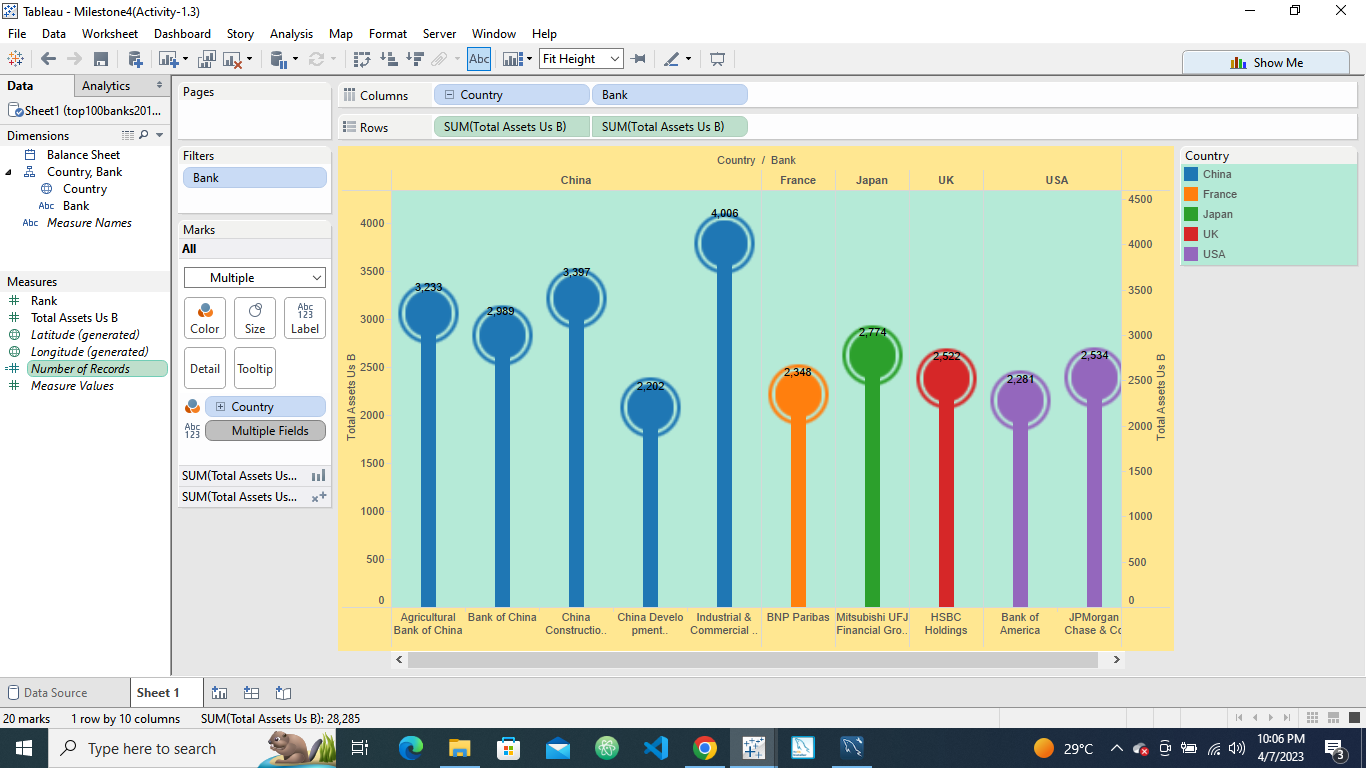 Tableau - Milestone4(Activity-1.3)
File Data Worksheet Dashboard Story Analysis Map Format Server Window Help
Abc Fit Height Show Me
Data Analytics
Sheet1 (top100banks201...
Dimensions
Balance Sheet
Country, Bank
Country
Abc Bank
Abc Measure Names
Measures
Rank
Total Assets Us B
Latitude (generated)
Longitude (generated)
Number of Records
Measure Values
Pages
Filters
Bank
Marks
All
Multiple
Color Size Abc 123 Label
Detail Tooltip
Country
Abc 123 Multiple Fields
SUM(Total Assets Us...
SUM(Total Assets Us...
Columns Country Bank
Rows SUM(Total Assets Us B) SUM(Total Assets Us B)
Country / Bank
China France Japan UK USA
Total Assets Us B
4000
3500
3000
2500
2000
1500
1000
500
0
3,233 2,989 3,397 2,202 4,006 2,348 2,774 2,522 2,281 2,534
4500
4000
3500
3000
2500
2000
1500
1000
500
0
Total Assets Us B
Agricultural Bank of China
Bank of China
China Constructio..
China Develo pment..
Industrial & Commercial ..
BNP Paribas
Mitsubishi UFJ Financial Gro..
HSBC Holdings
Bank of America
JPMorgan Chase & Co
Country
China
France
Japan
UK
USA
Data Source Sheet 1
20 marks 1 row by 10 columns SUM(Total Assets Us B): 28,285
Type here to search
29°C
10:06 PM
4/7/2023
3